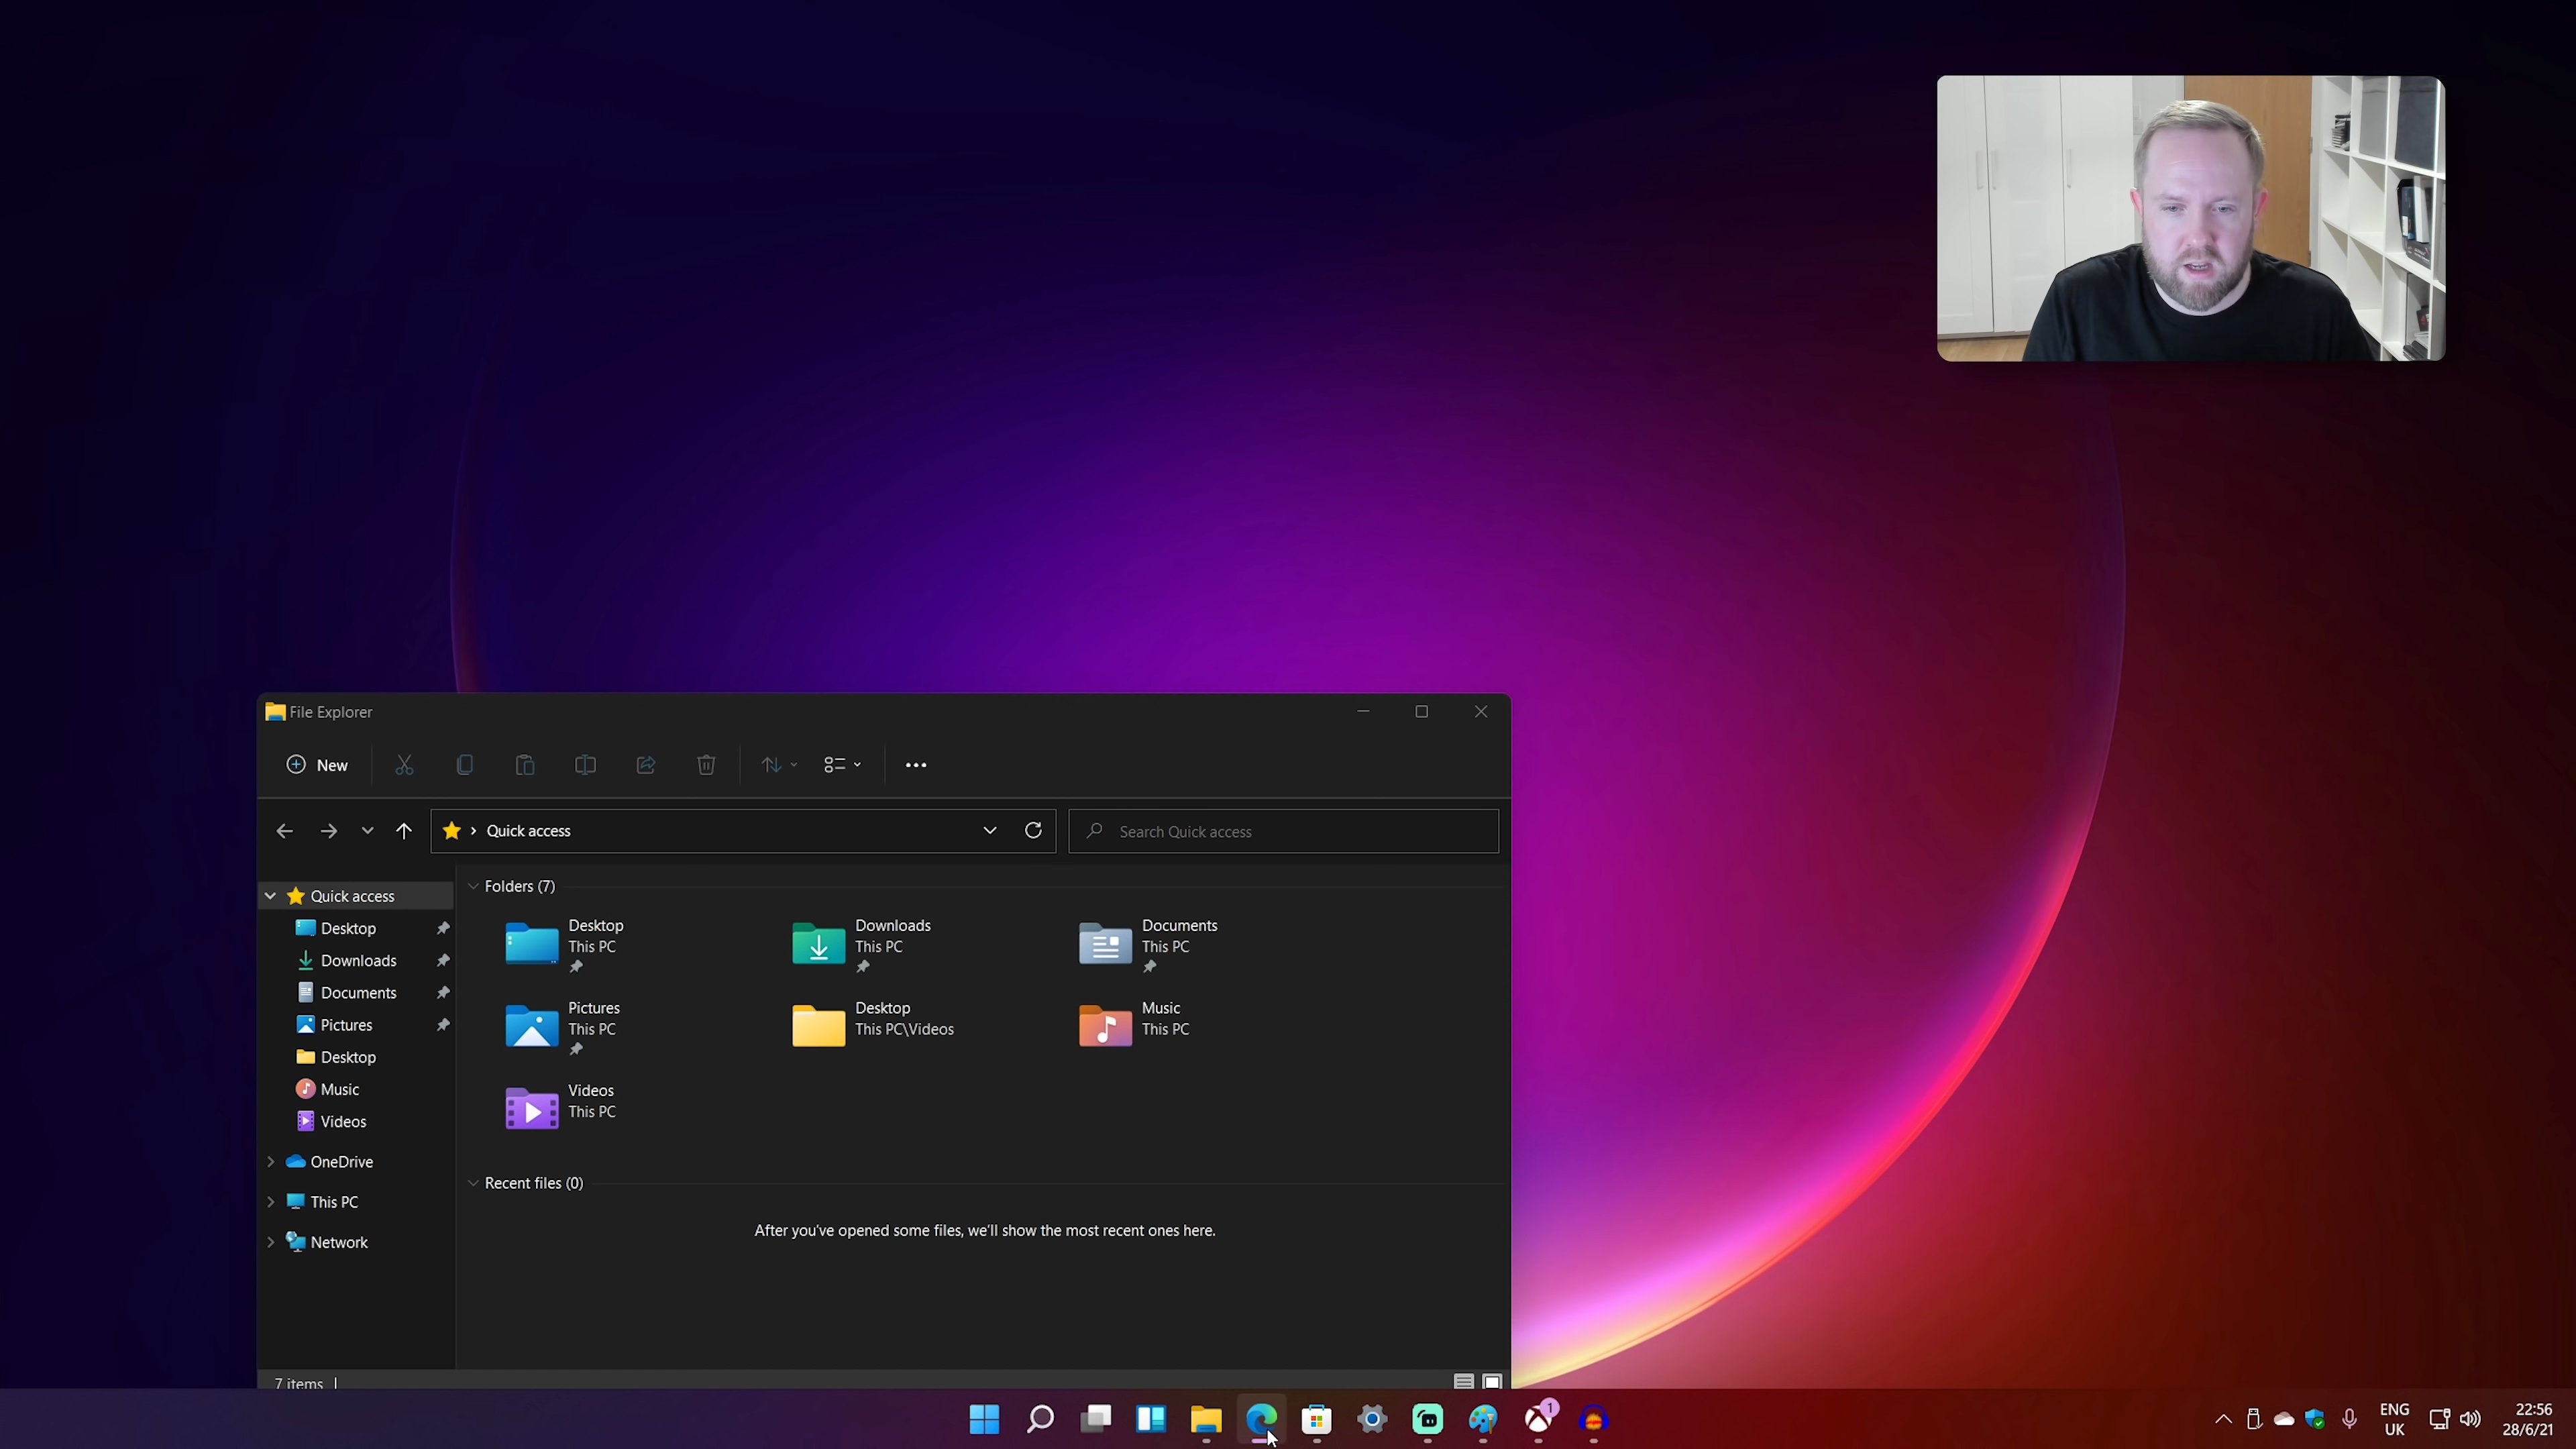 File Explorer
New
Quick access
Search Quick access
Quick access
Desktop
Downloads
Documents
Pictures
Desktop
Music
Videos
OneDrive
This PC
Network
Folders (7)
Desktop
This PC
Downloads
This PC
Documents
This PC
Pictures
This PC
Desktop
This PC\Videos
Music
This PC
Videos
This PC
Recent files (0)
After you've opened some files, we'll show the most recent ones here.
7 items
1
ENG
UK
22:56
28/6/21